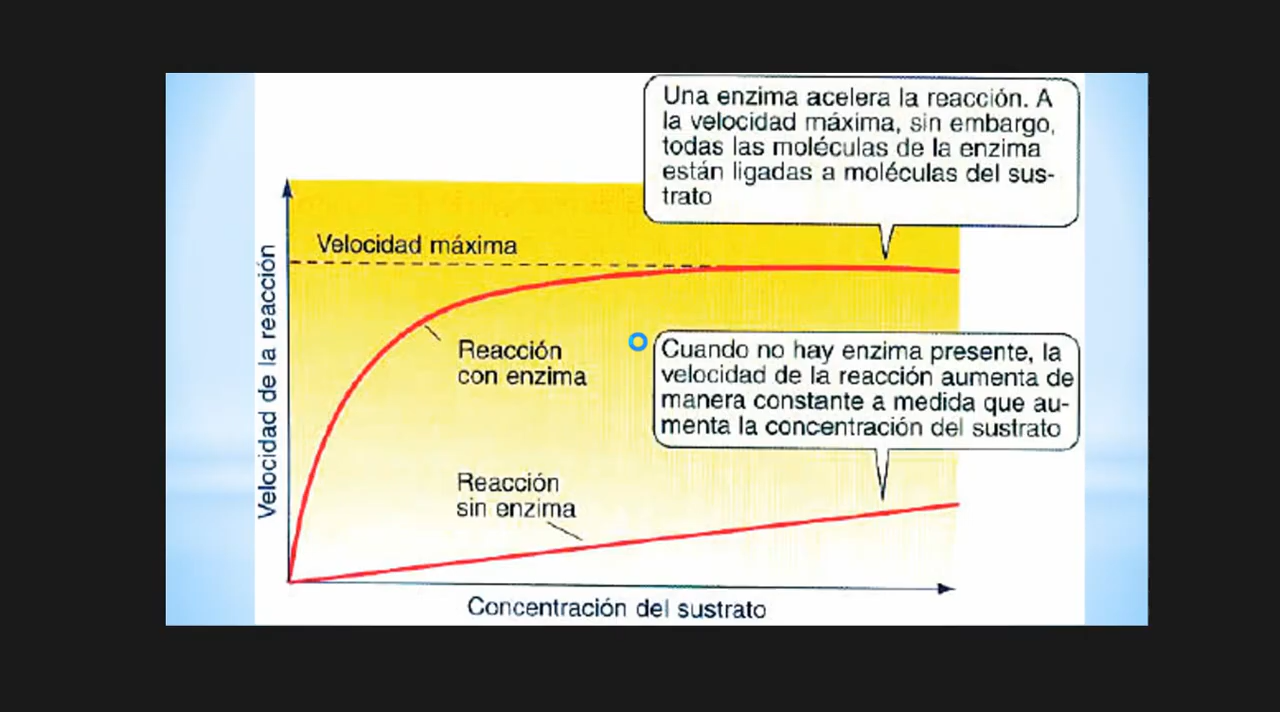 Una enzima acelera la reacción. A
la velocidad máxima, sin embargo,
todas las moléculas de la enzima
están ligadas a moléculas del sus-
trato
Velocidad máxima
Velocidad de la reacción
Reacción
con enzima
Cuando no hay enzima presente, la
velocidad de la reacción aumenta de
manera constante a medida que au-
menta la concentración del sustrato
Reacción
sin enzima
Concentración del sustrato